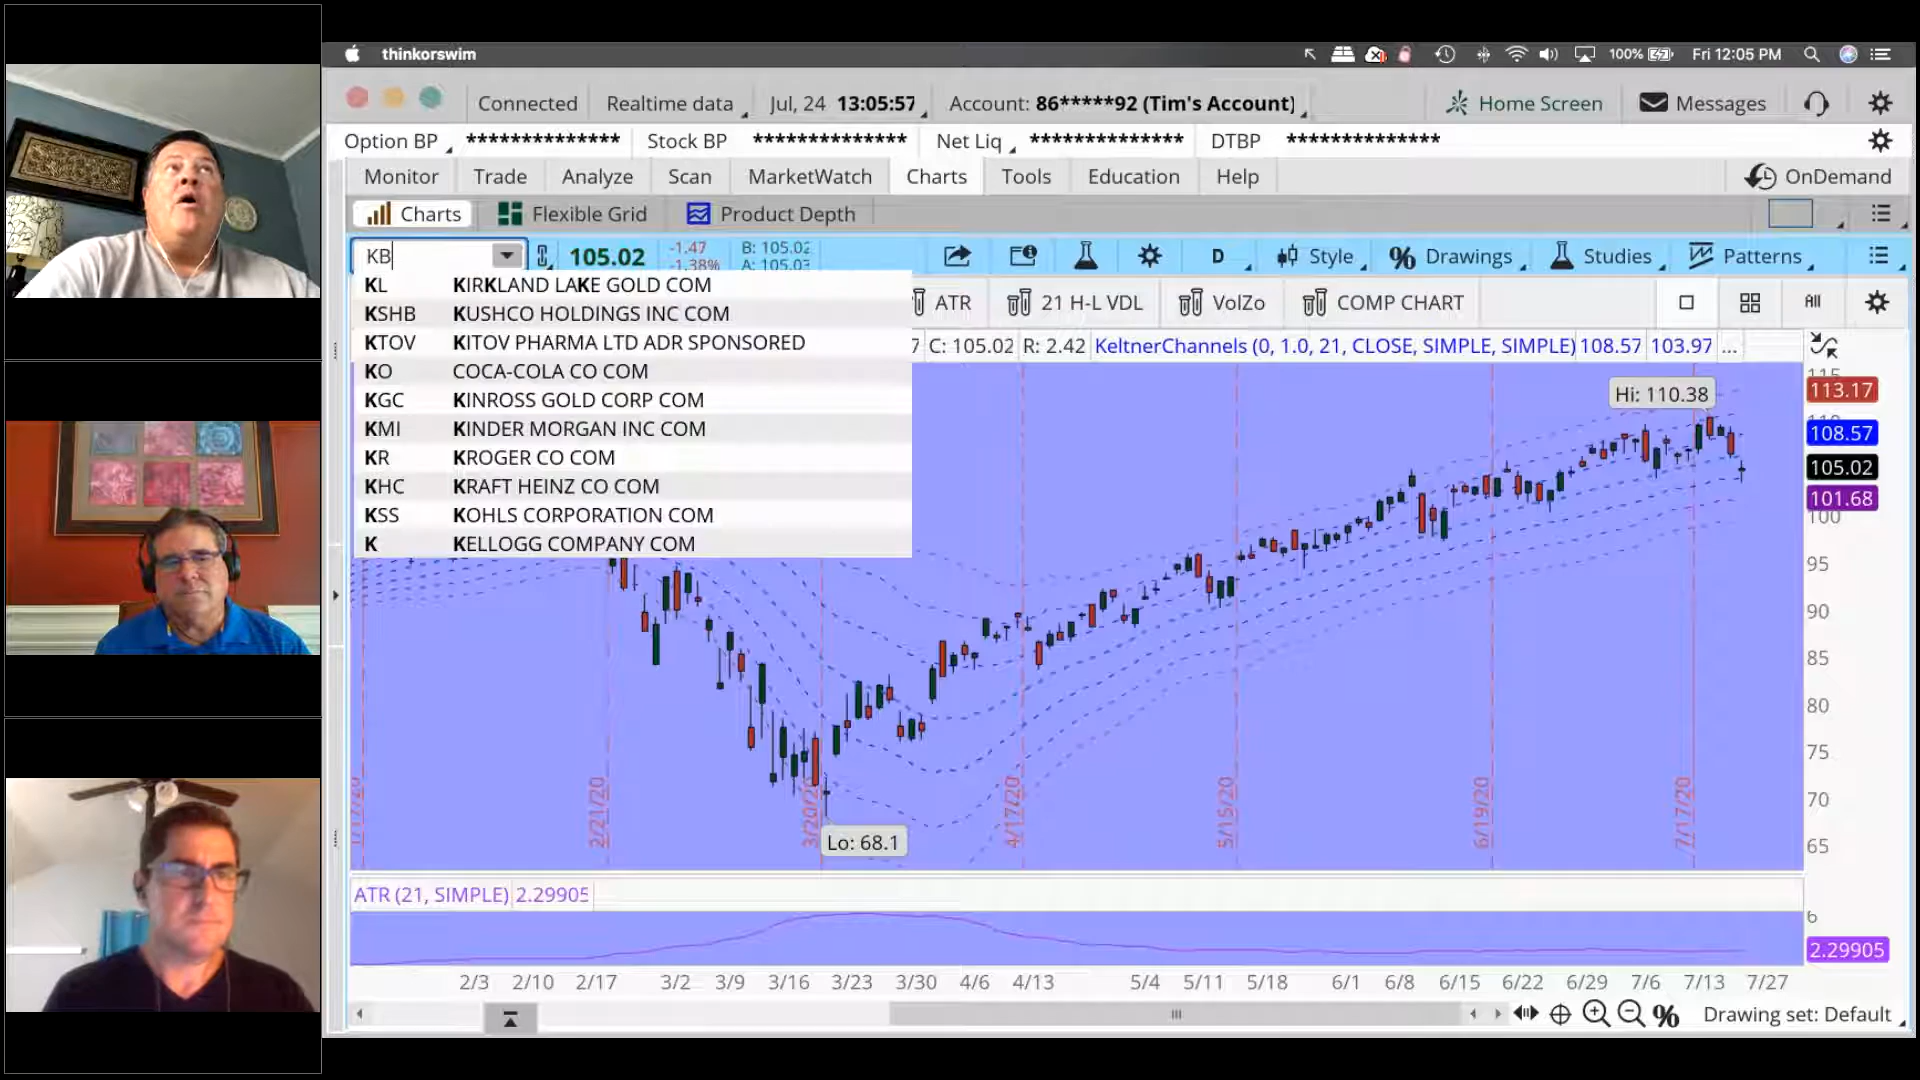 thinkorswim
100%
Fri 12:05 PM
Connected
Realtime data
Jul, 24 13:05:57
Account: 86*****92 (Tim's Account)
Home Screen
Messages
Option BP **************
Stock BP **************
Net Liq **************
DTBP **************
Monitor
Trade
Analyze
Scan
MarketWatch
Charts
Tools
Education
Help
OnDemand
Charts
Flexible Grid
Product Depth
KB
105.02
-1.47
-1.38%
B: 105.02
A: 105.03
D
Style
Drawings
Studies
Patterns
ATR
21 H-L VDL
VolZo
COMP CHART
All
KL KIRKLAND LAKE GOLD COM
KSHB KUSHCO HOLDINGS INC COM
KTOV KITOV PHARMA LTD ADR SPONSORED
KO COCA-COLA CO COM
KGC KINROSS GOLD CORP COM
KMI KINDER MORGAN INC COM
KR KROGER CO COM
KHC KRAFT HEINZ CO COM
KSS KOHLS CORPORATION COM
K KELLOGG COMPANY COM
7 C: 105.02 R: 2.42 KeltnerChannels (0, 1.0, 21, CLOSE, SIMPLE, SIMPLE) 108.57 103.97 ...
Hi: 110.38
115
113.17
110
108.57
105.02
101.68
100
95
90
85
80
75
70
65
Lo: 68.1
2/21/20
3/20/20
4/17/20
5/15/20
6/19/20
7/17/20
ATR (21, SIMPLE) 2.29905
6
2.29905
2/3 2/10 2/17 3/2 3/9 3/16 3/23 3/30 4/6 4/13 5/4 5/11 5/18 6/1 6/8 6/15 6/22 6/29 7/6 7/13 7/27
Drawing set: Default